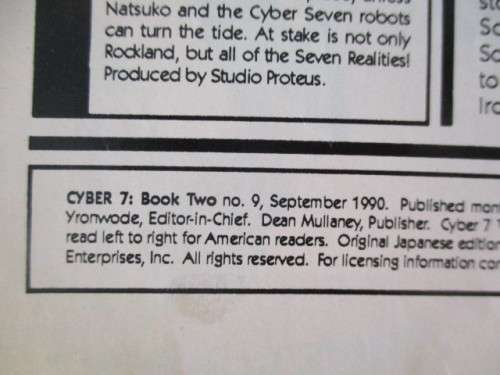 Natsuko and the Cyber Seven robots
can turn the tide. At stake is not only
Rockland, but all of the Seven Realities!
Produced by Studio Proteus.
to
CYBER 7: Book Two no. 9, September 1990. Published
Yronwode, Editor-in-Chief. Dean Mullaney, Publisher. Cyber 7
read left to right for American readers. Original Japanese edition
Enterprises, Inc. All rights reserved. For licensing information